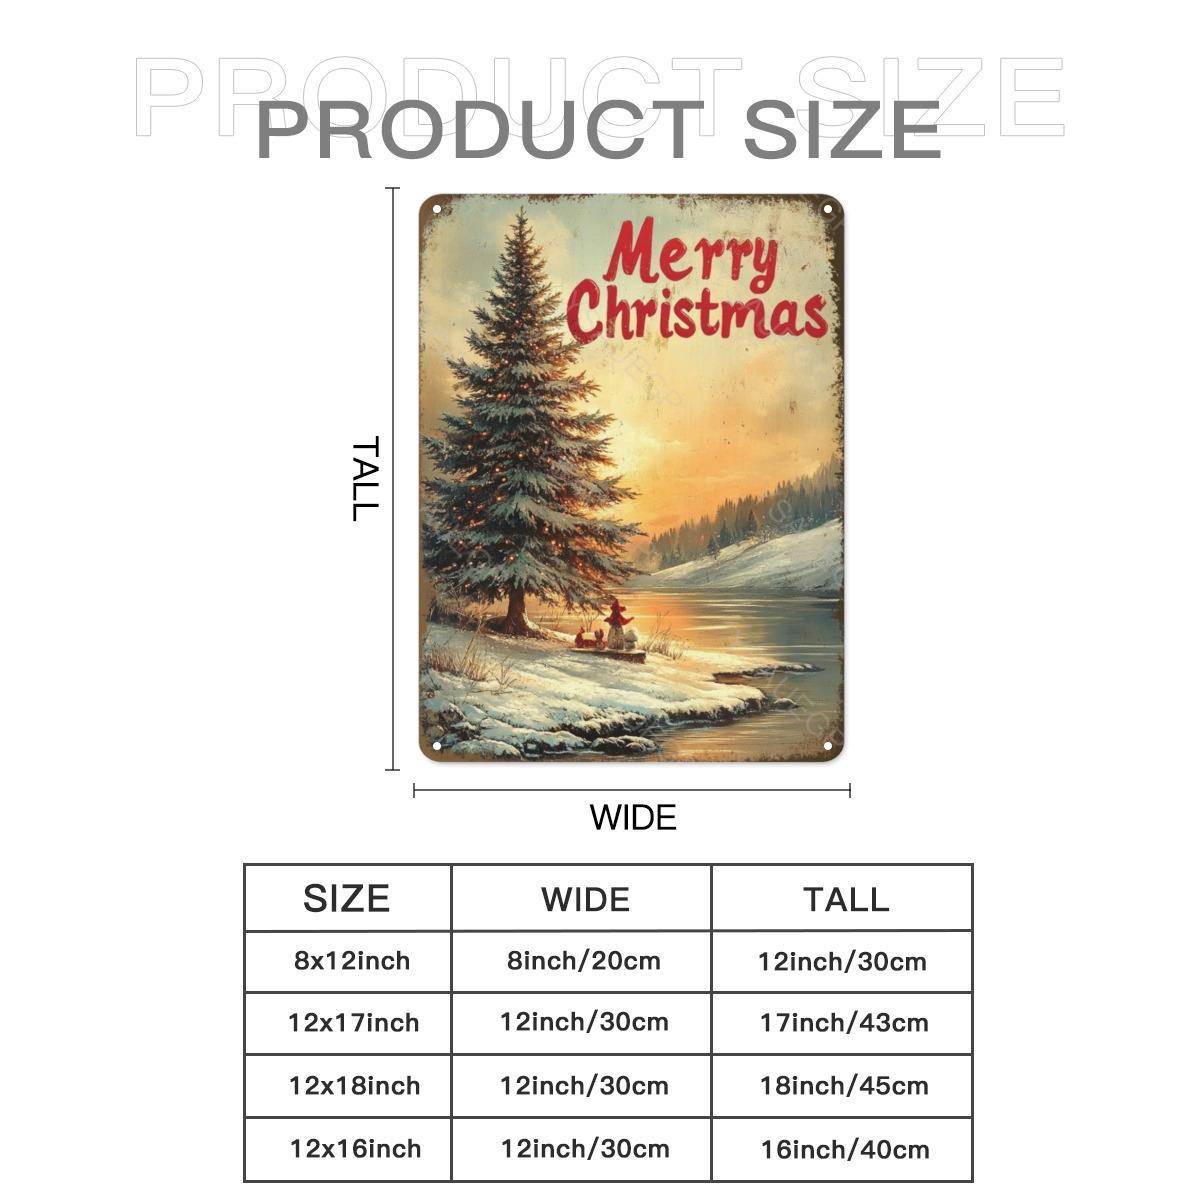 PRODUCT SIZE
PRODUCT SIZE
Merry
Christmas
TALL
WIDE
SIZE WIDE TALL
8x12inch 8inch/20cm 12inch/30cm
12x17inch 12inch/30cm 17inch/43cm
12x18inch 12inch/30cm 18inch/45cm
12x16inch 12inch/30cm 16inch/40cm